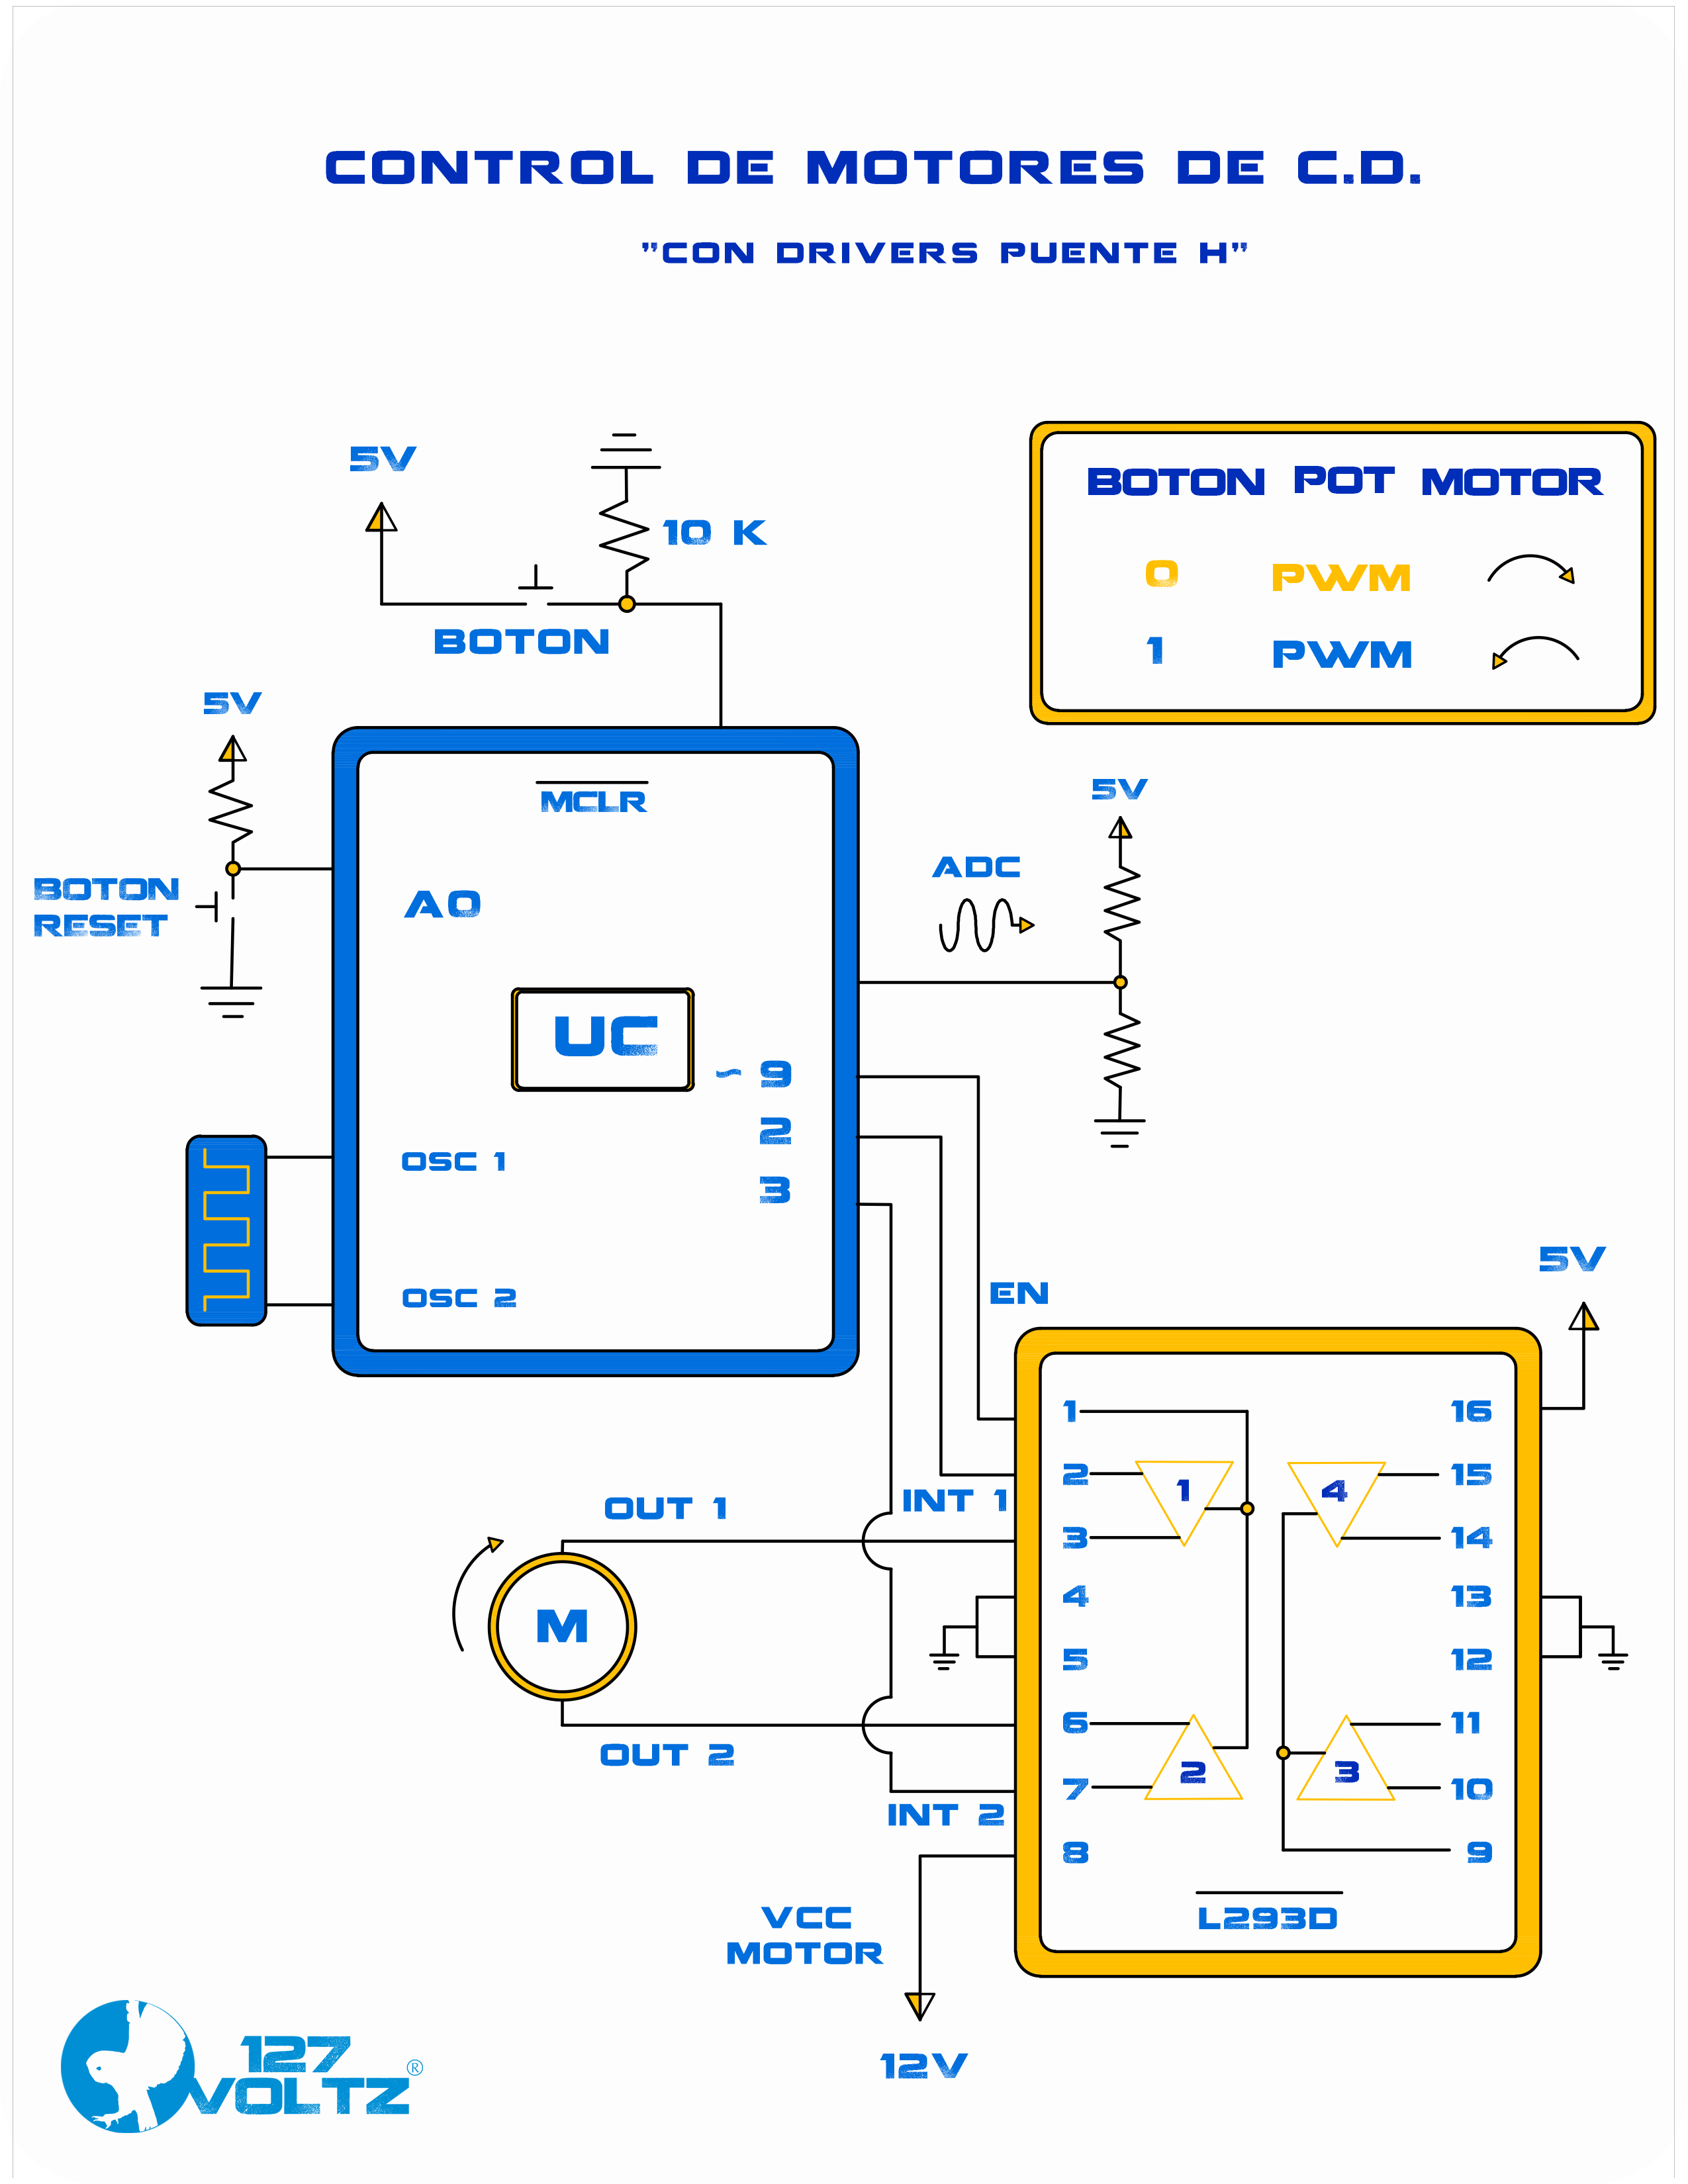 CONTROL DE MOTORES DE C.D.
"CON DRIVERS PUENTE H"
5V
10 K
BOTON
BOTON POT MOTOR
0 PWM
1 PWM
5V
BOTON
RESET
MCLR
A0
UC
~ 9
2
3
OSC 1
OSC 2
ADC
5V
EN
5V
INT 1
OUT 1
M
OUT 2
INT 2
1
2
3
4
5
6
7
8
1
4
2
3
16
15
14
13
12
11
10
9
L293D
VCC
MOTOR
12V
127
VOLTZ®